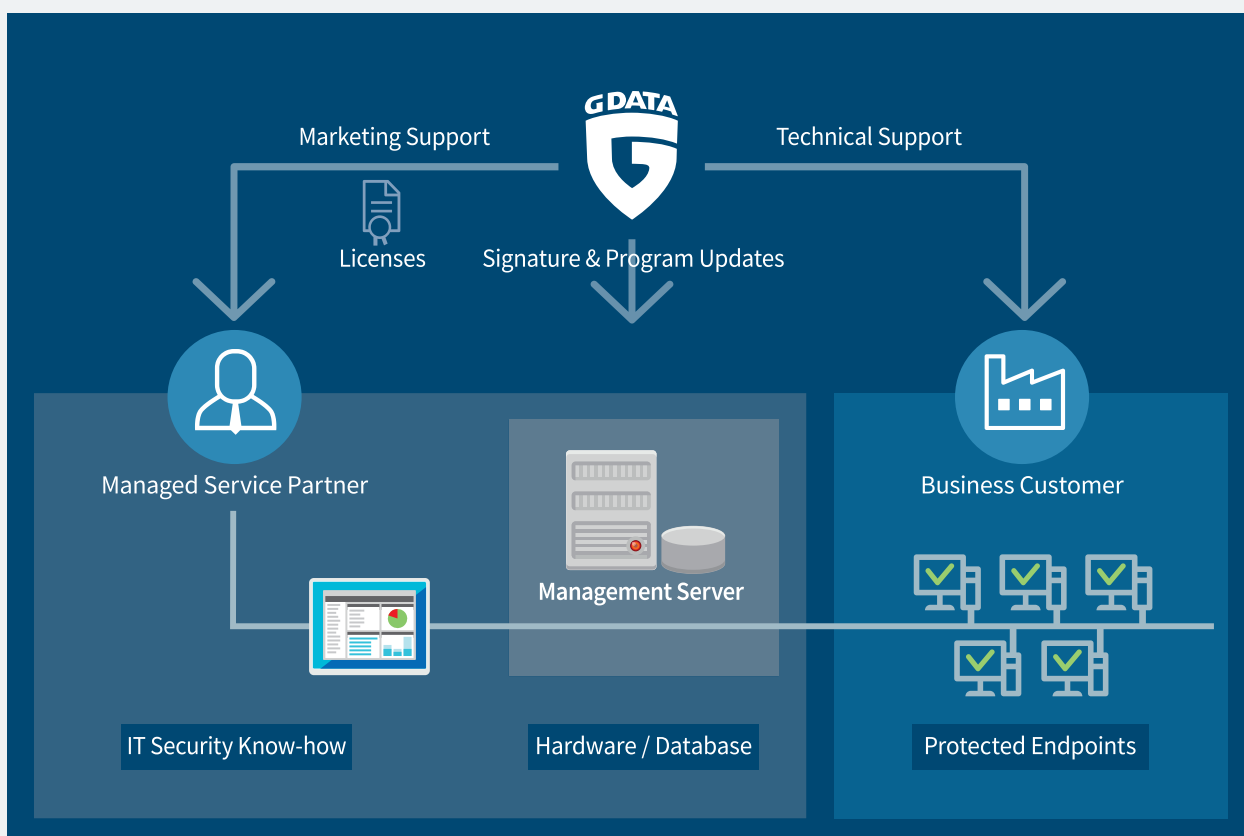 G DATA
Marketing Support
Technical Support
Licenses
Signature & Program Updates
Managed Service Partner
Business Customer
Management Server
IT Security Know-how
Hardware / Database
Protected Endpoints